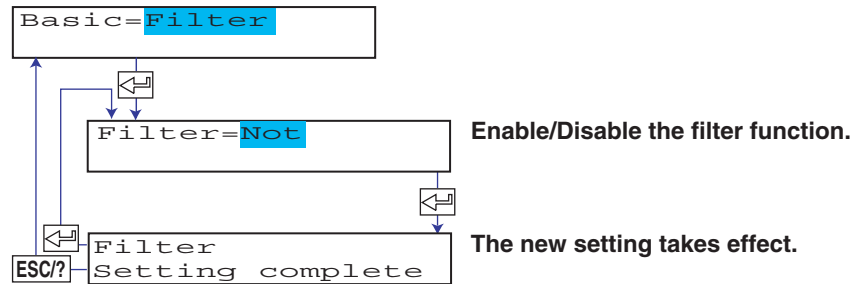 Basic=Filter
Filter=Not
Enable/Disable the filter function.
Filter
Setting complete
The new setting takes effect.
ESC/?